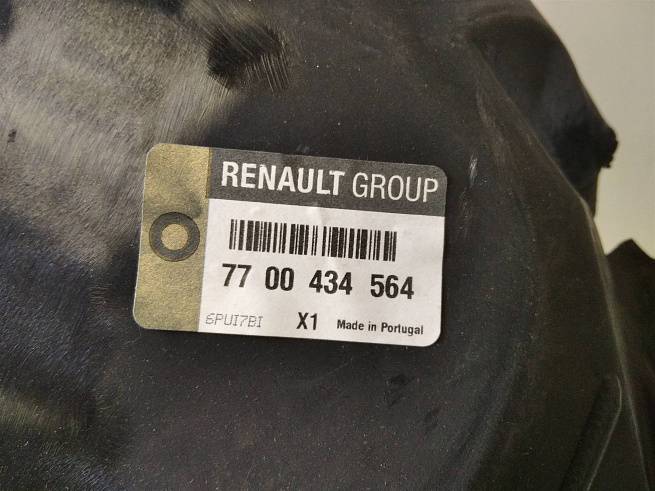 RENAULT GROUP
77 00 434 564
6PUI7BI X1 Made in Portugal